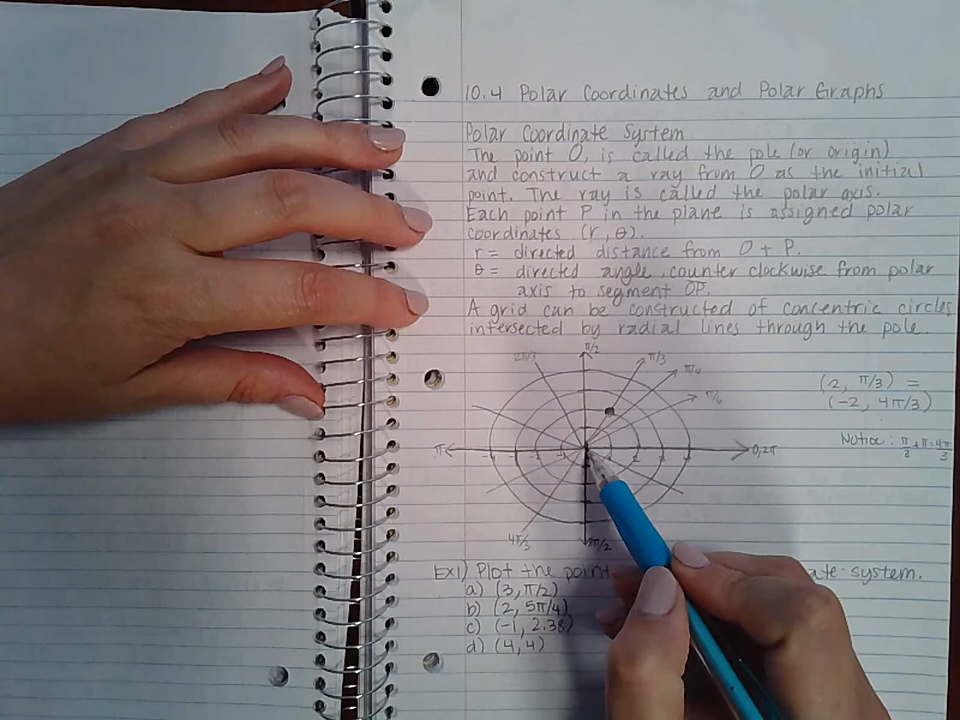 10.4 Polar Coordinates and Polar Graphs
Polar Coordinate System
The point O, is called the pole (or origin)
and construct a ray from O as the initial
point. The ray is called the polar axis.
Each point P in the plane is assigned polar
coordinates (r, θ).
r = directed distance from O + P.
θ = directed angle, counter clockwise from polar
axis to segment OP.
A grid can be constructed of concentric circles
intersected by radial lines through the pole.
2π/3
π/2
π/3
π/4
π/6
π
0, 2π
4π/3
3π/2
(2, π/3) =
(-2, 4π/3)
Notice: π/3 + π = 4π/3
EX1) Plot the point ate system.
a) (3, π/2)
b) (2, 5π/4)
c) (-1, 2.38)
d) (4, 4)